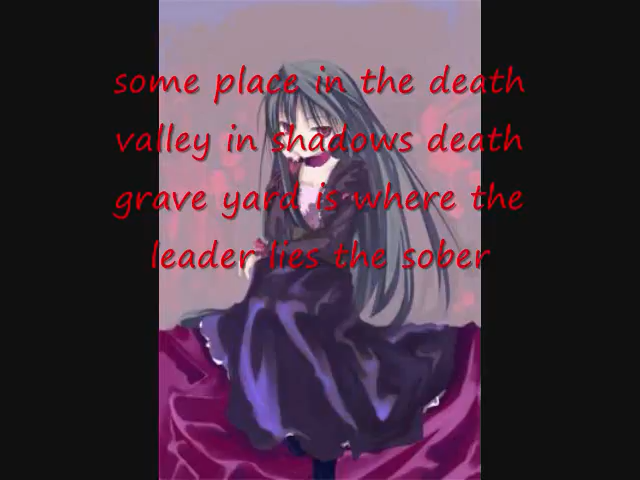 some place in the death
valley in shadows death
grave yard is where the
leader lies the sober